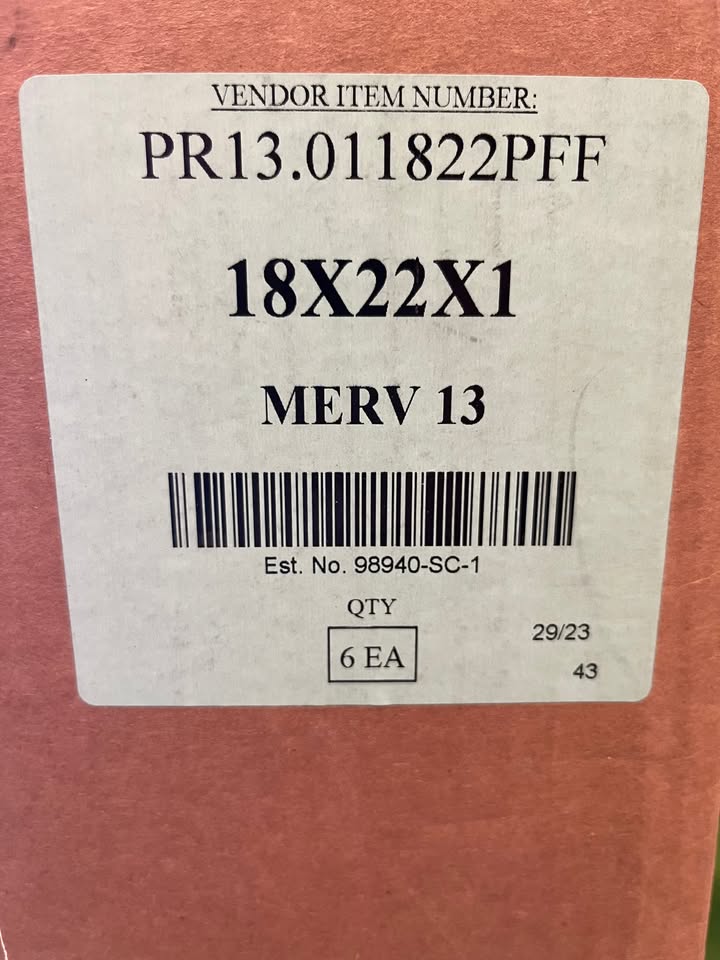 VENDOR ITEM NUMBER:
PR13.011822PFF
18X22X1
MERV 13
Est. No. 98940-SC-1
QTY
6 EA
29/23
43